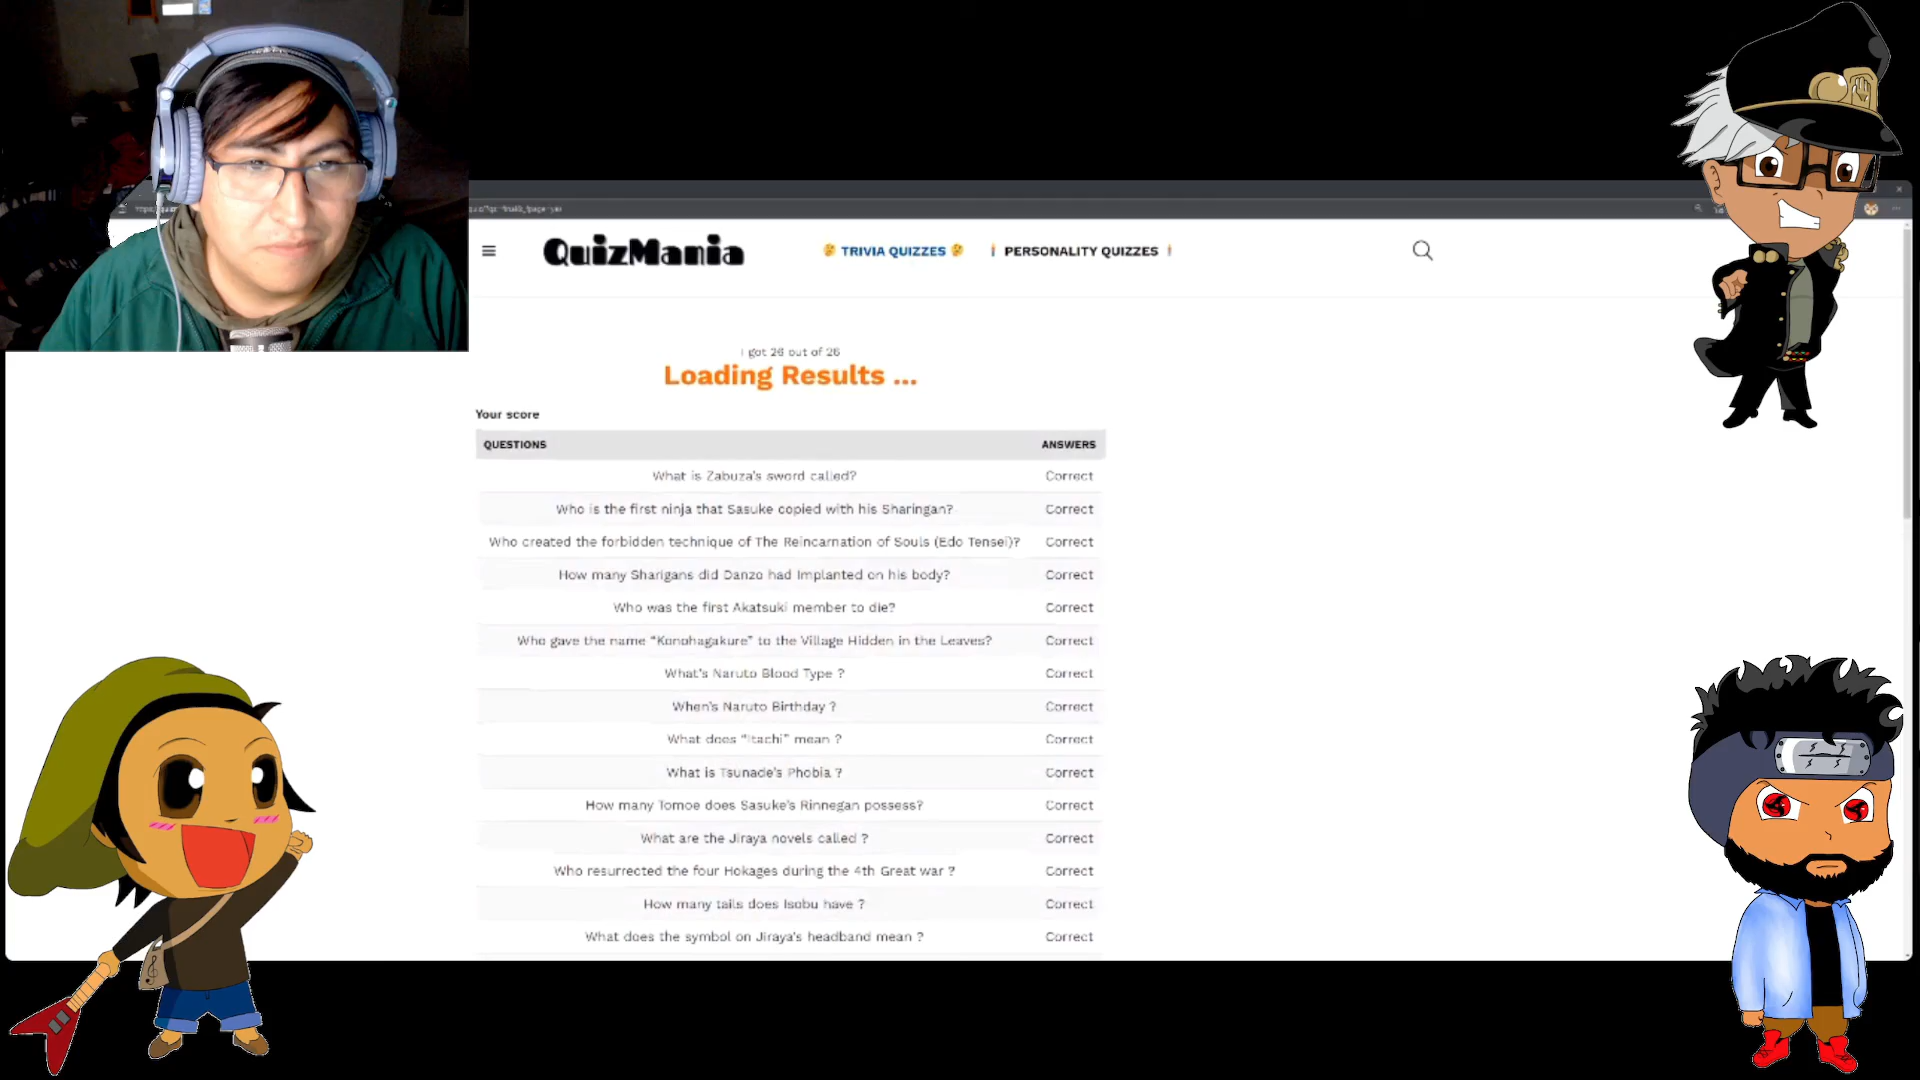 QuizMania
TRIVIA QUIZZES
PERSONALITY QUIZZES
I got 26 out of 26
Loading Results ...
Your score
QUESTIONS ANSWERS
What is Zabuza's sword called? Correct
Who is the first ninja that Sasuke copied with his Sharingan? Correct
Who created the forbidden technique of The Reincarnation of Souls (Edo Tensei)? Correct
How many Sharigans did Danzo had Implanted on his body? Correct
Who was the first Akatsuki member to die? Correct
Who gave the name “Konohagakure” to the Village Hidden in the Leaves? Correct
What's Naruto Blood Type ? Correct
When's Naruto Birthday ? Correct
What does “Itachi” mean ? Correct
What is Tsunade's Phobia ? Correct
How many Tomoe does Sasuke's Rinnegan possess? Correct
What are the Jiraya novels called ? Correct
Who resurrected the four Hokages during the 4th Great war ? Correct
How many tails does Isobu have ? Correct
What does the symbol on Jiraya's headband mean ? Correct